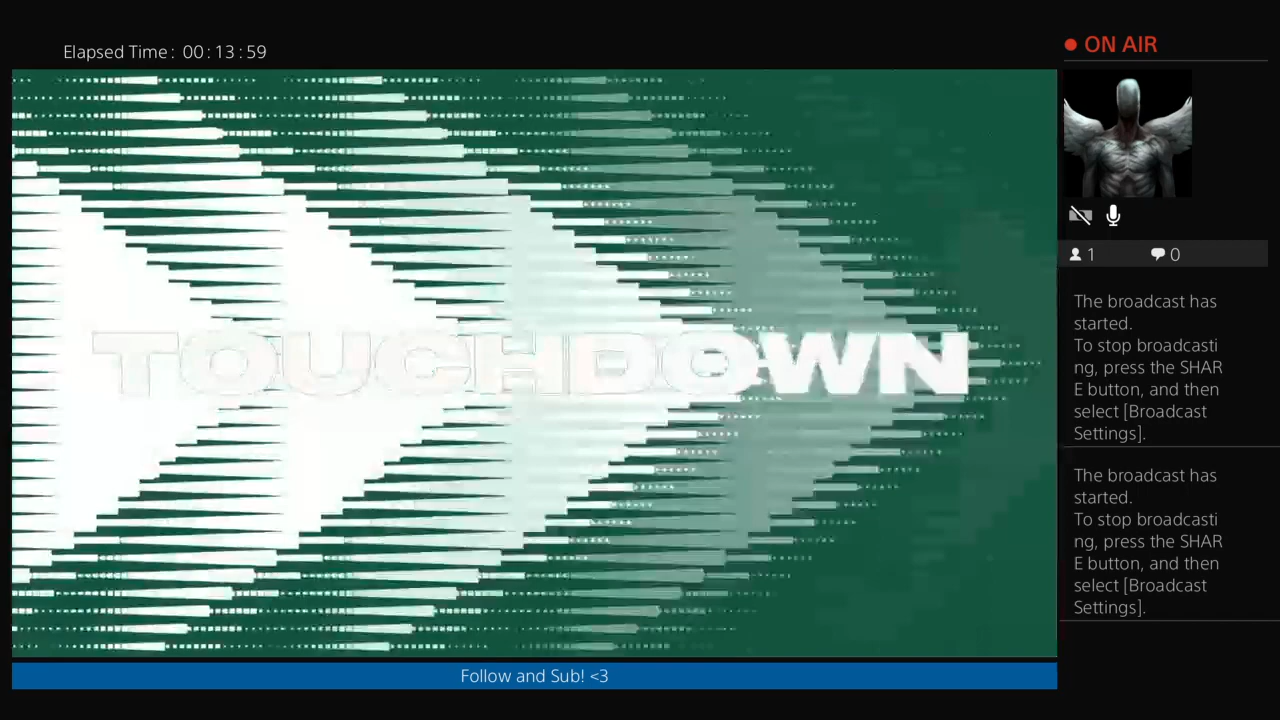 Elapsed Time: 00:13:59
ON AIR
TOUCHDOWN
1 0
The broadcast has
started.
To stop broadcasti
ng, press the SHAR
E button, and then
select [Broadcast
Settings].
The broadcast has
started.
To stop broadcasti
ng, press the SHAR
E button, and then
select [Broadcast
Settings].
Follow and Sub! <3